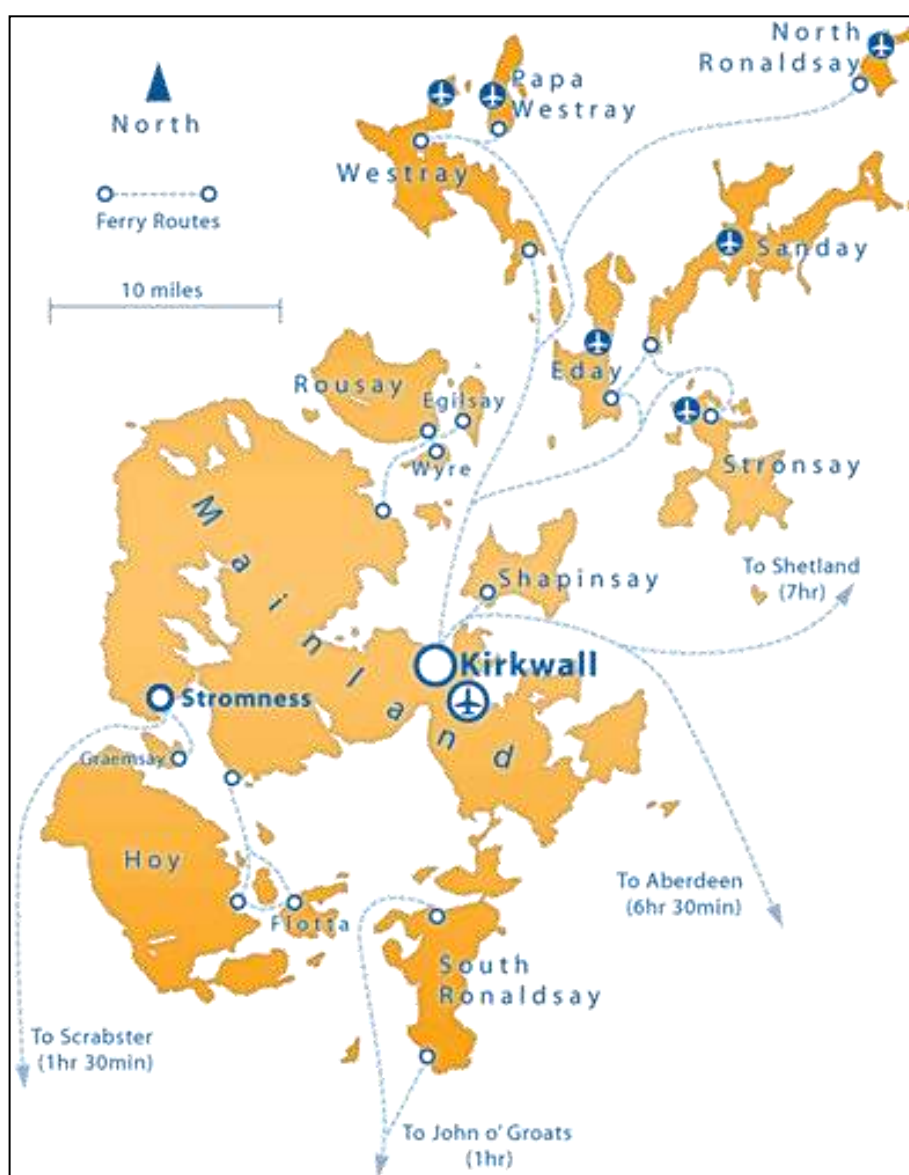 North
Ronaldsay
Papa
Westray
North
Westray
Ferry Routes
Sanday
10 miles
Eday
Rousay
Egilsay
Wyre
Stronsay
Mainland
Shapinsay
To Shetland
(7hr)
Kirkwall
Stromness
Graemsay
Hoy
To Aberdeen
(6hr 30min)
Flotta
South
Ronaldsay
To Scrabster
(1hr 30min)
To John o' Groats
(1hr)